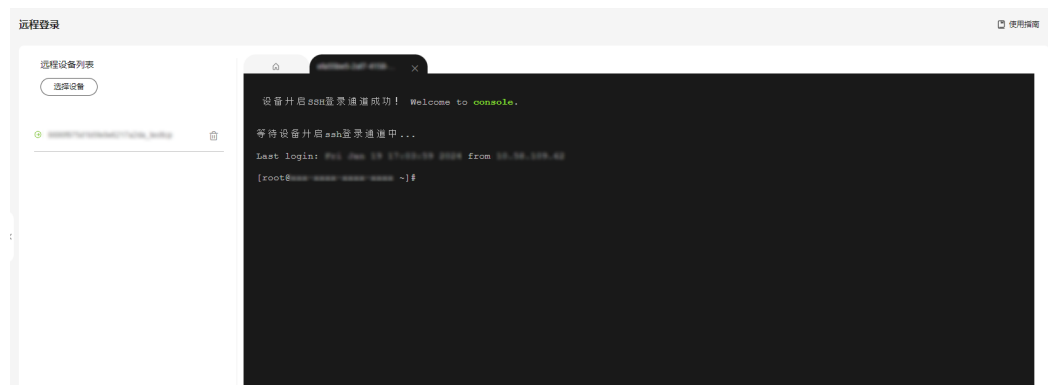 远程登录
使用指南
远程设备列表
选择设备
设备开启SSH登录通道成功! Welcome to console.
等待设备开启ssh登录通道中...
Last login: from
[root@ ~]#